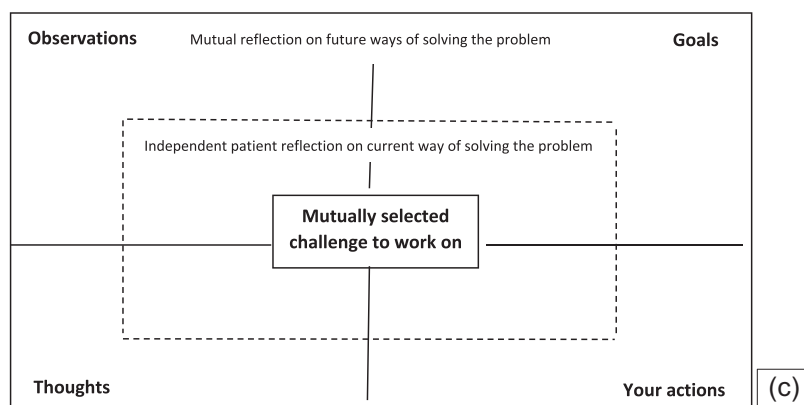 Observations
Mutual reflection on future ways of solving the problem
Goals
Independent patient reflection on current way of solving the problem
Mutually selected
challenge to work on
Thoughts
Your actions
(c)